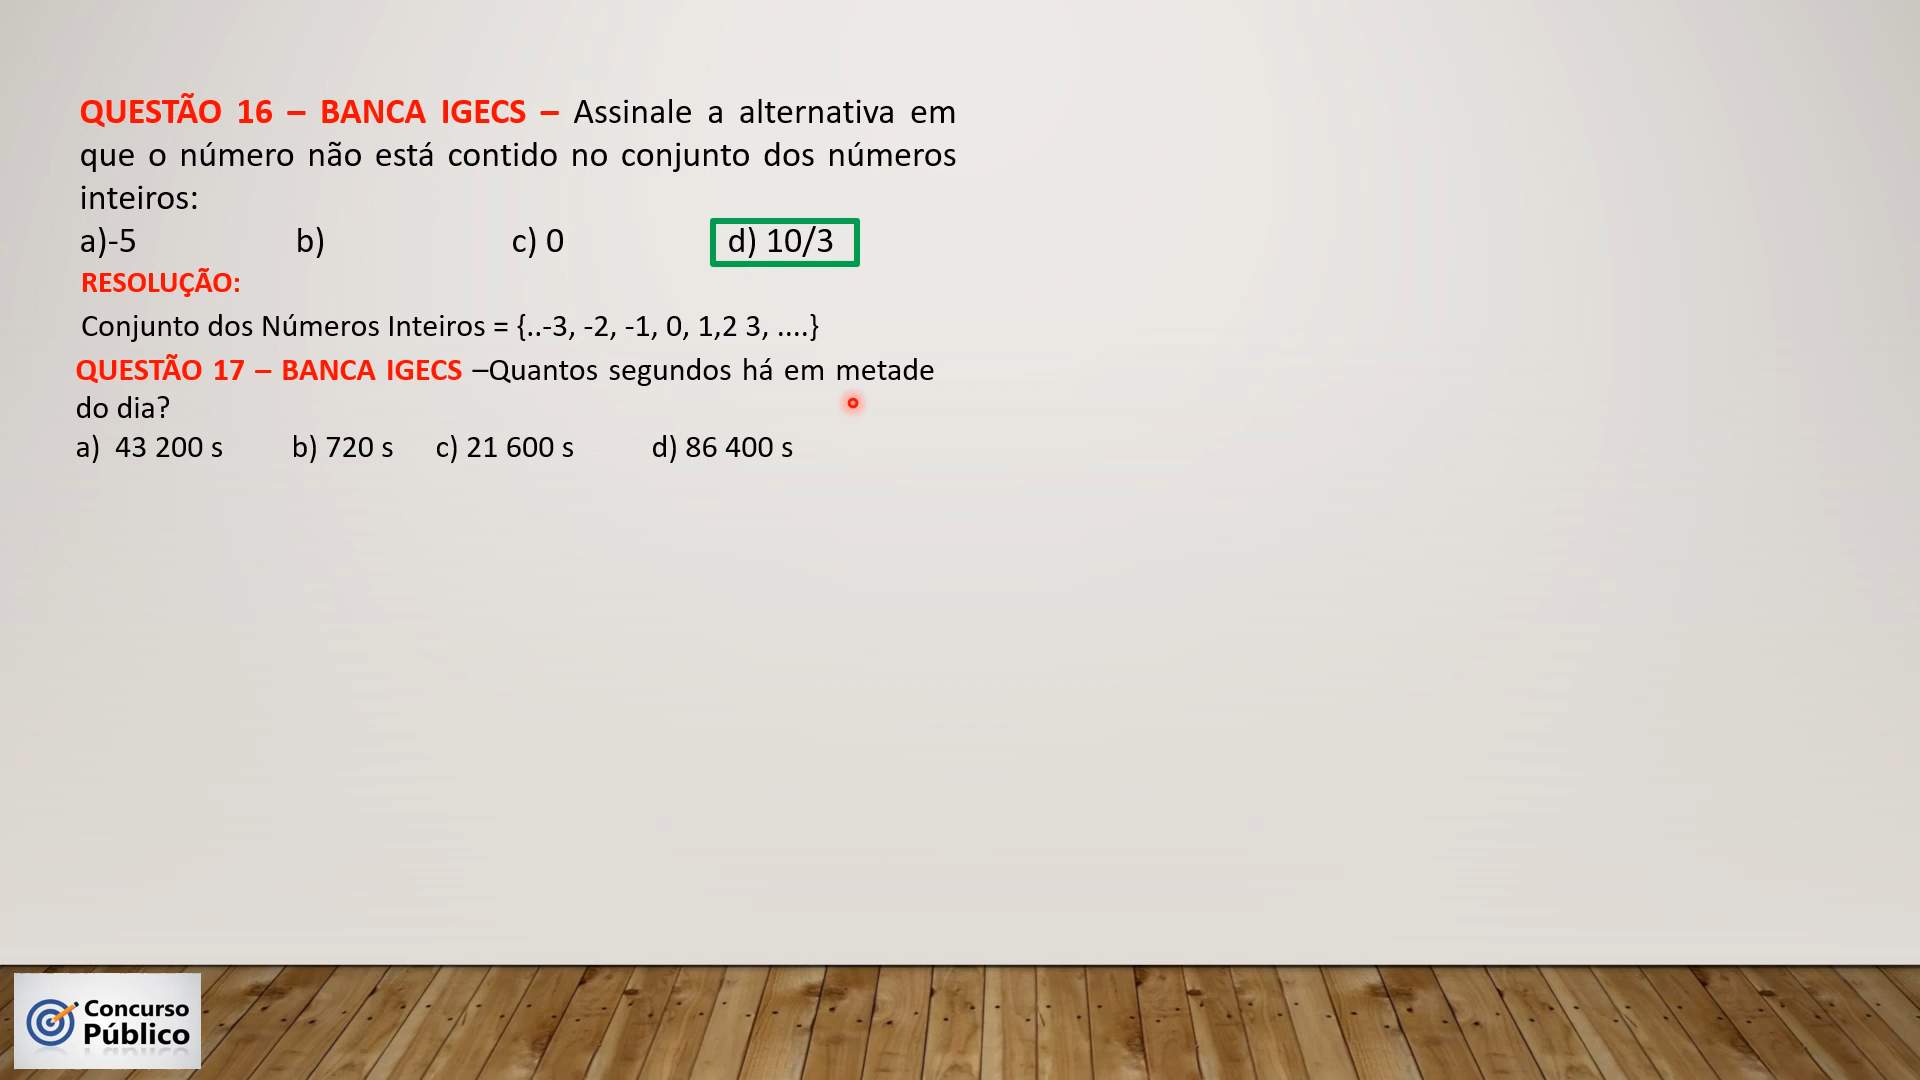 QUESTÃO 16 – BANCA IGECS – Assinale a alternativa em
que o número não está contido no conjunto dos números
inteiros:
a)-5 b) c) 0 d) 10/3
RESOLUÇÃO:
Conjunto dos Números Inteiros = {..-3, -2, -1, 0, 1,2 3, ....}
QUESTÃO 17 – BANCA IGECS –Quantos segundos há em metade
do dia?
a) 43 200 s b) 720 s c) 21 600 s d) 86 400 s
Concurso
Público